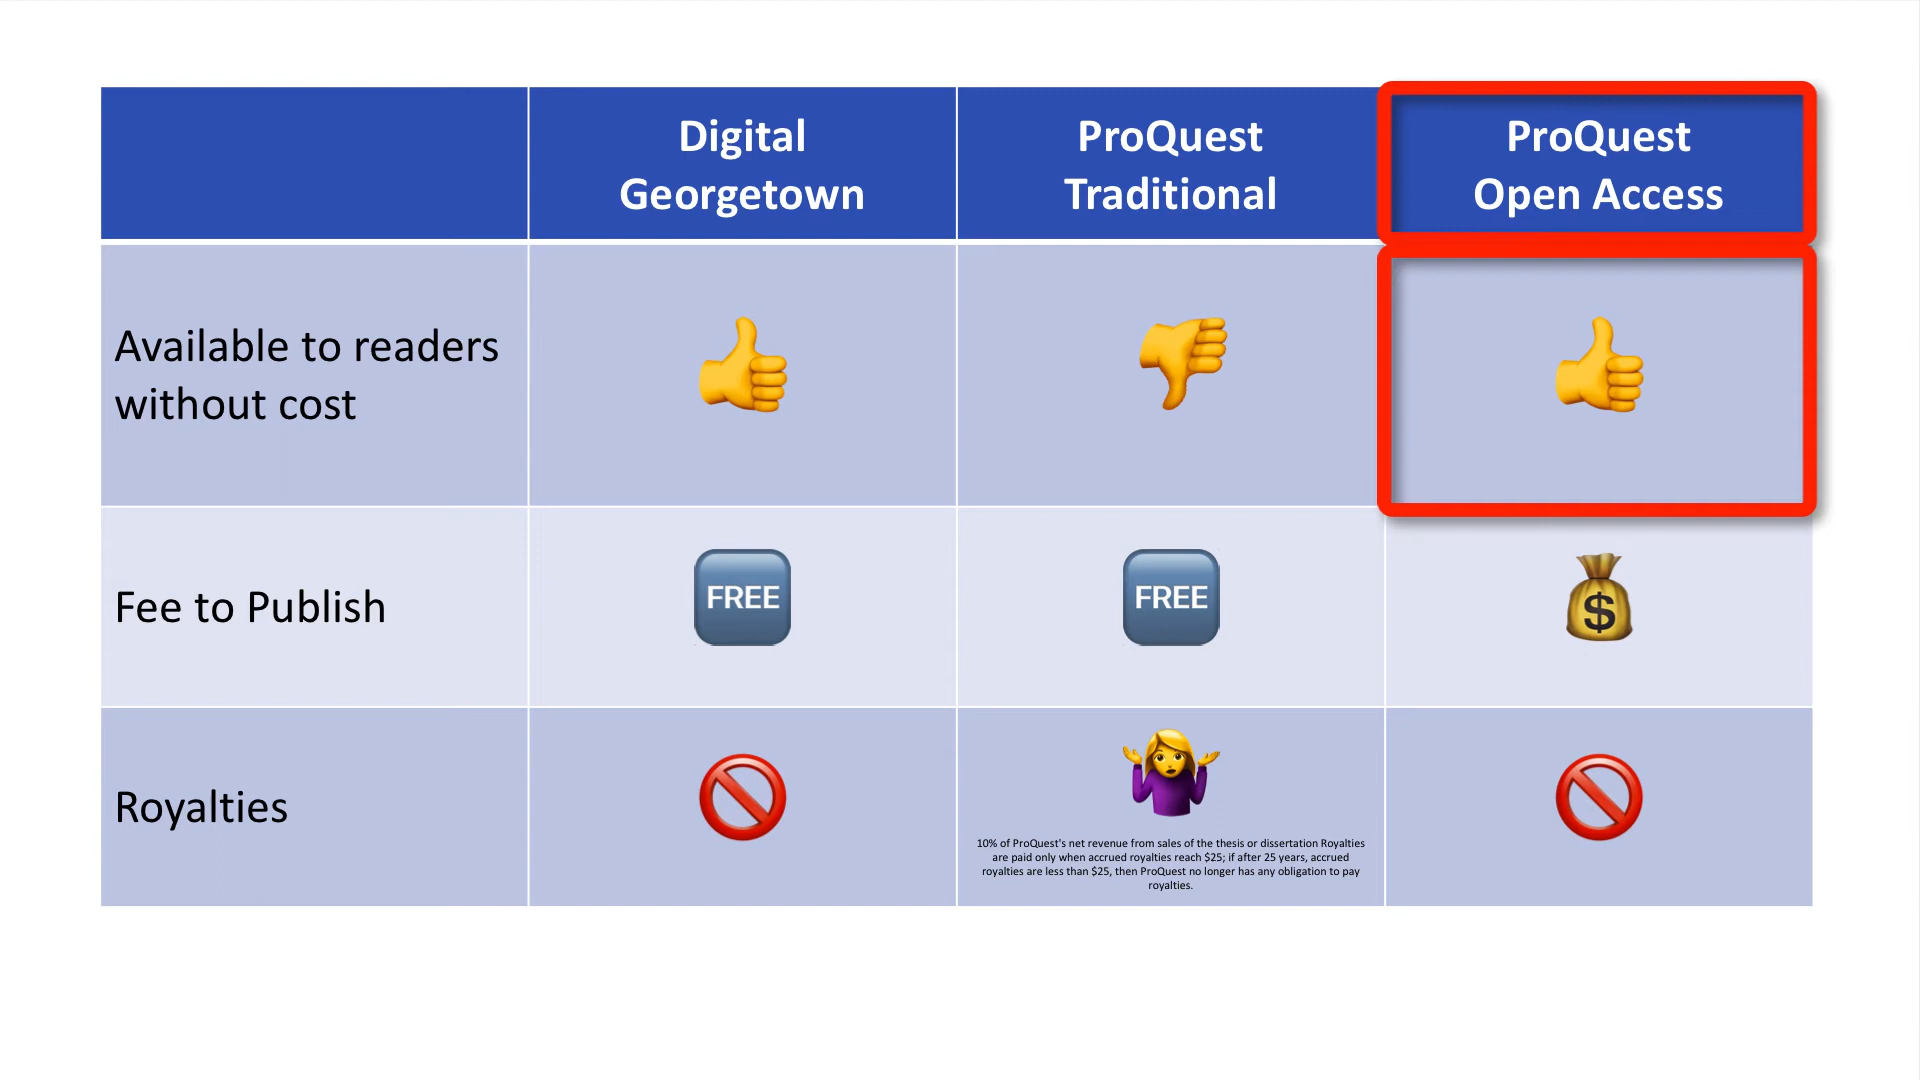 Digital
Georgetown
ProQuest
Traditional
ProQuest
Open Access
Available to readers
without cost
Fee to Publish
FREE
FREE
$
Royalties
10% of ProQuest's net revenue from sales of the thesis or dissertation Royalties
are paid only when accrued royalties reach $25; if after 25 years, accrued
royalties are less than $25, then ProQuest no longer has any obligation to pay
royalties.